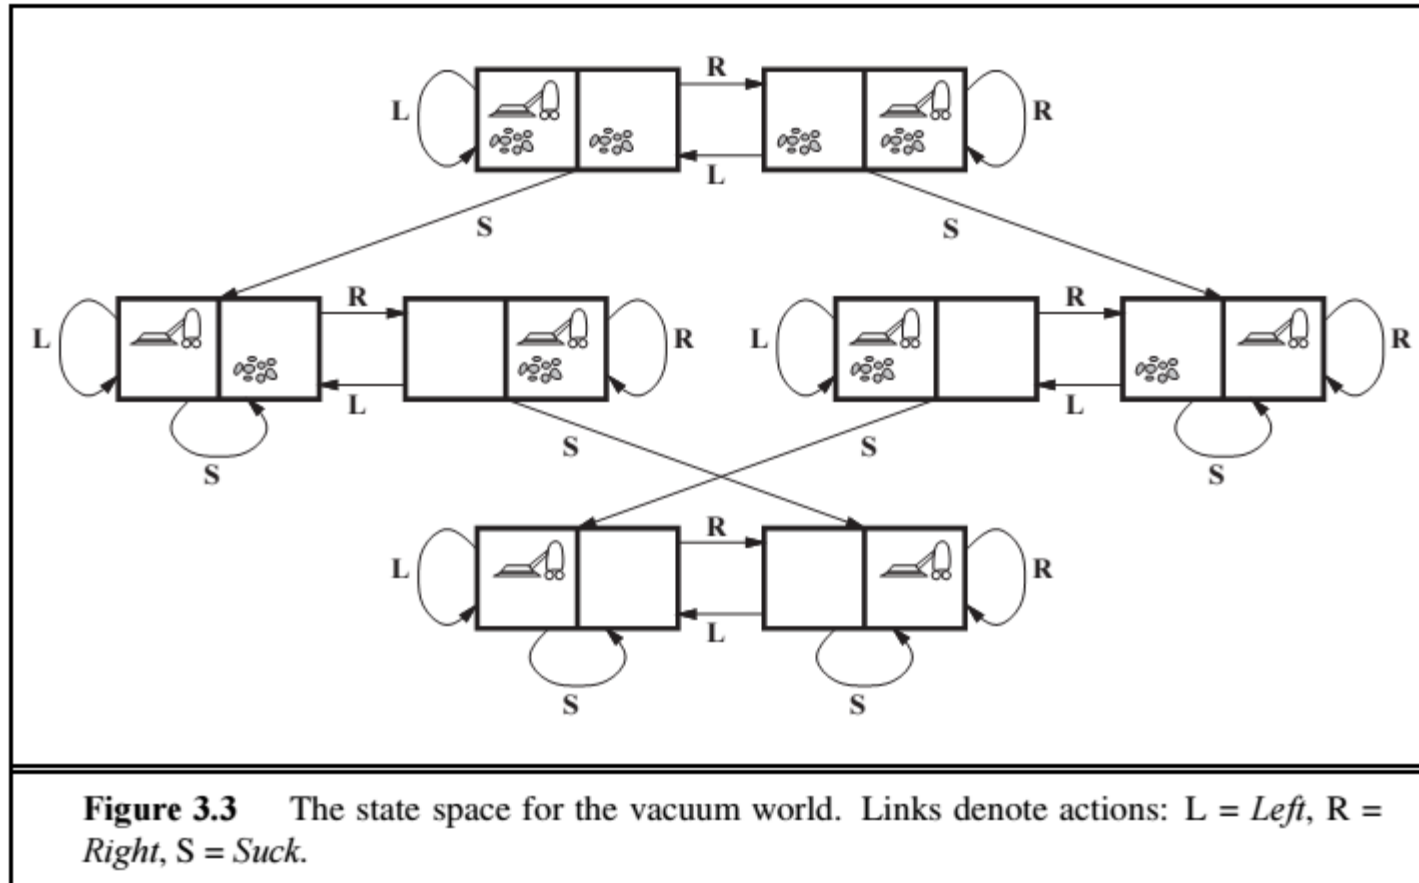 R
L R
L
S S
R R
L R L R
L L
S S
S S
R
L R
L
S S
Figure 3.3 The state space for the vacuum world. Links denote actions: L = Left, R =
Right, S = Suck.